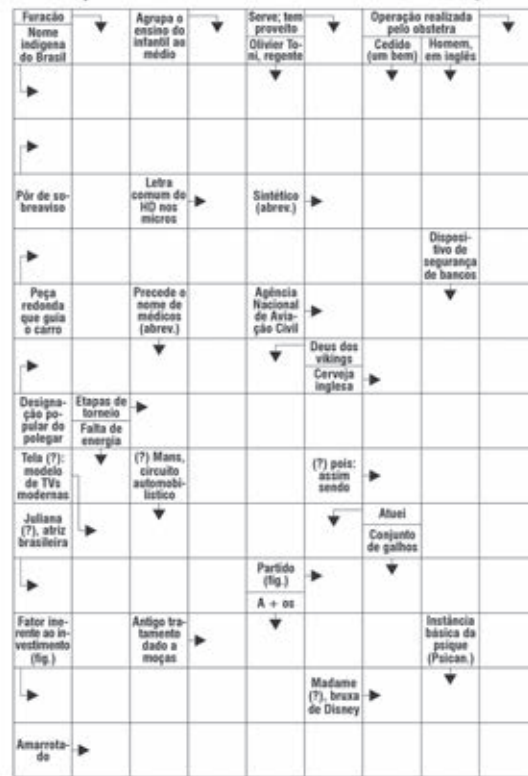 Furacão
Nome
indígena
do Brasil
Agrupa o
ensino do
infantil ao
médio
Serve; tem
proveito
Olivier To-
ni, regente
Operação realizada
pelo obstetra
Cedido
(um bem)
Homem,
em inglês
Pôr de so-
breaviso
Letra
comum do
HD nos
micros
Sintético
(abrev.)
Disposi-
tivo de
segurança
de bancos
Peça
redonda
que guia
o carro
Precede o
nome de
médicos
(abrev.)
Agência
Nacional
de Avia-
ção Civil
Deus dos
vikings
Cerveja
inglesa
Designa-
ção po-
pular do
polegar
Etapas de
torneio
Falta de
energia
Tela (?):
modelo
de TVs
modernas
(?) Mans,
circuito
automobi-
lístico
(?) pois:
assim
sendo
Juliana
(?), atriz
brasileira
Atuei
Conjunto
de galhos
Partido
(fig.)
A + os
Fator ine-
rente ao in-
vestimento
(fig.)
Antigo tra-
tamento
dado a
moças
Instância
básica da
psique
(Psican.)
Madame
(?), bruxa
de Disney
Amarrota-
do